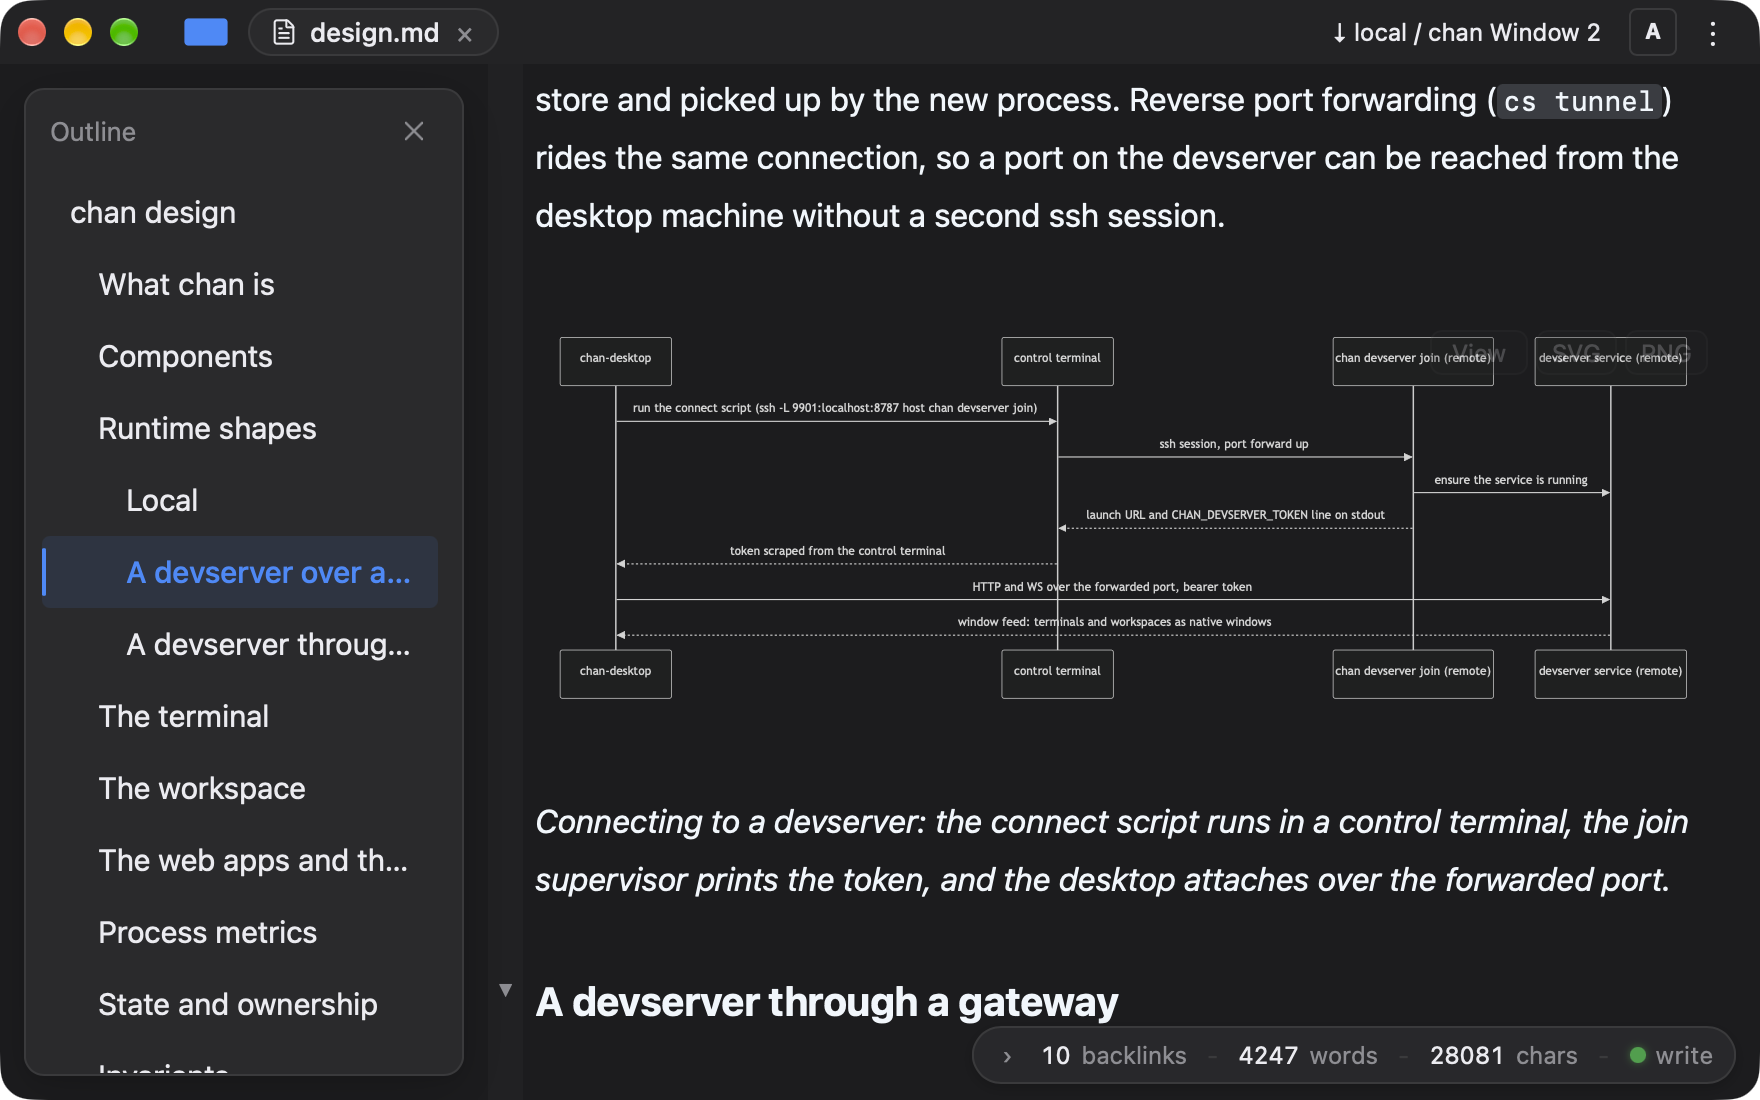 design.md ×
↓ local / chan Window 2
A
Outline
chan design
What chan is
Components
Runtime shapes
Local
A devserver over a...
A devserver throug...
The terminal
The workspace
The web apps and th...
Process metrics
State and ownership
Invariants
store and picked up by the new process. Reverse port forwarding (cs tunnel)
rides the same connection, so a port on the devserver can be reached from the
desktop machine without a second ssh session.
View SVG PNG
chan-desktop
control terminal
chan devserver join (remote)
devserver service (remote)
run the connect script (ssh -L 9901:localhost:8787 host chan devserver join)
ssh session, port forward up
ensure the service is running
launch URL and CHAN_DEVSERVER_TOKEN line on stdout
token scraped from the control terminal
HTTP and WS over the forwarded port, bearer token
window feed: terminals and workspaces as native windows
chan-desktop
control terminal
chan devserver join (remote)
devserver service (remote)
Connecting to a devserver: the connect script runs in a control terminal, the join
supervisor prints the token, and the desktop attaches over the forwarded port.
A devserver through a gateway
› 10 backlinks - 4247 words - 28081 chars - write